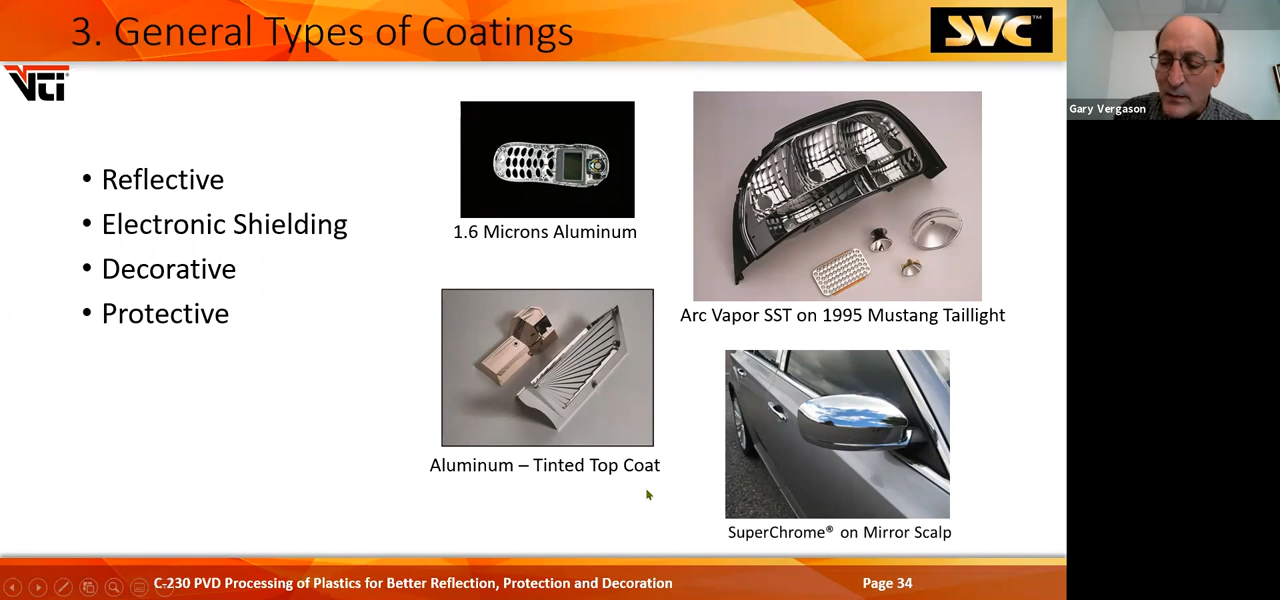 3. General Types of Coatings
SVC™
VTi®
Gary Vergason
• Reflective
• Electronic Shielding
• Decorative
• Protective
1.6 Microns Aluminum
Arc Vapor SST on 1995 Mustang Taillight
Aluminum – Tinted Top Coat
SuperChrome® on Mirror Scalp
C-230 PVD Processing of Plastics for Better Reflection, Protection and Decoration
Page 34